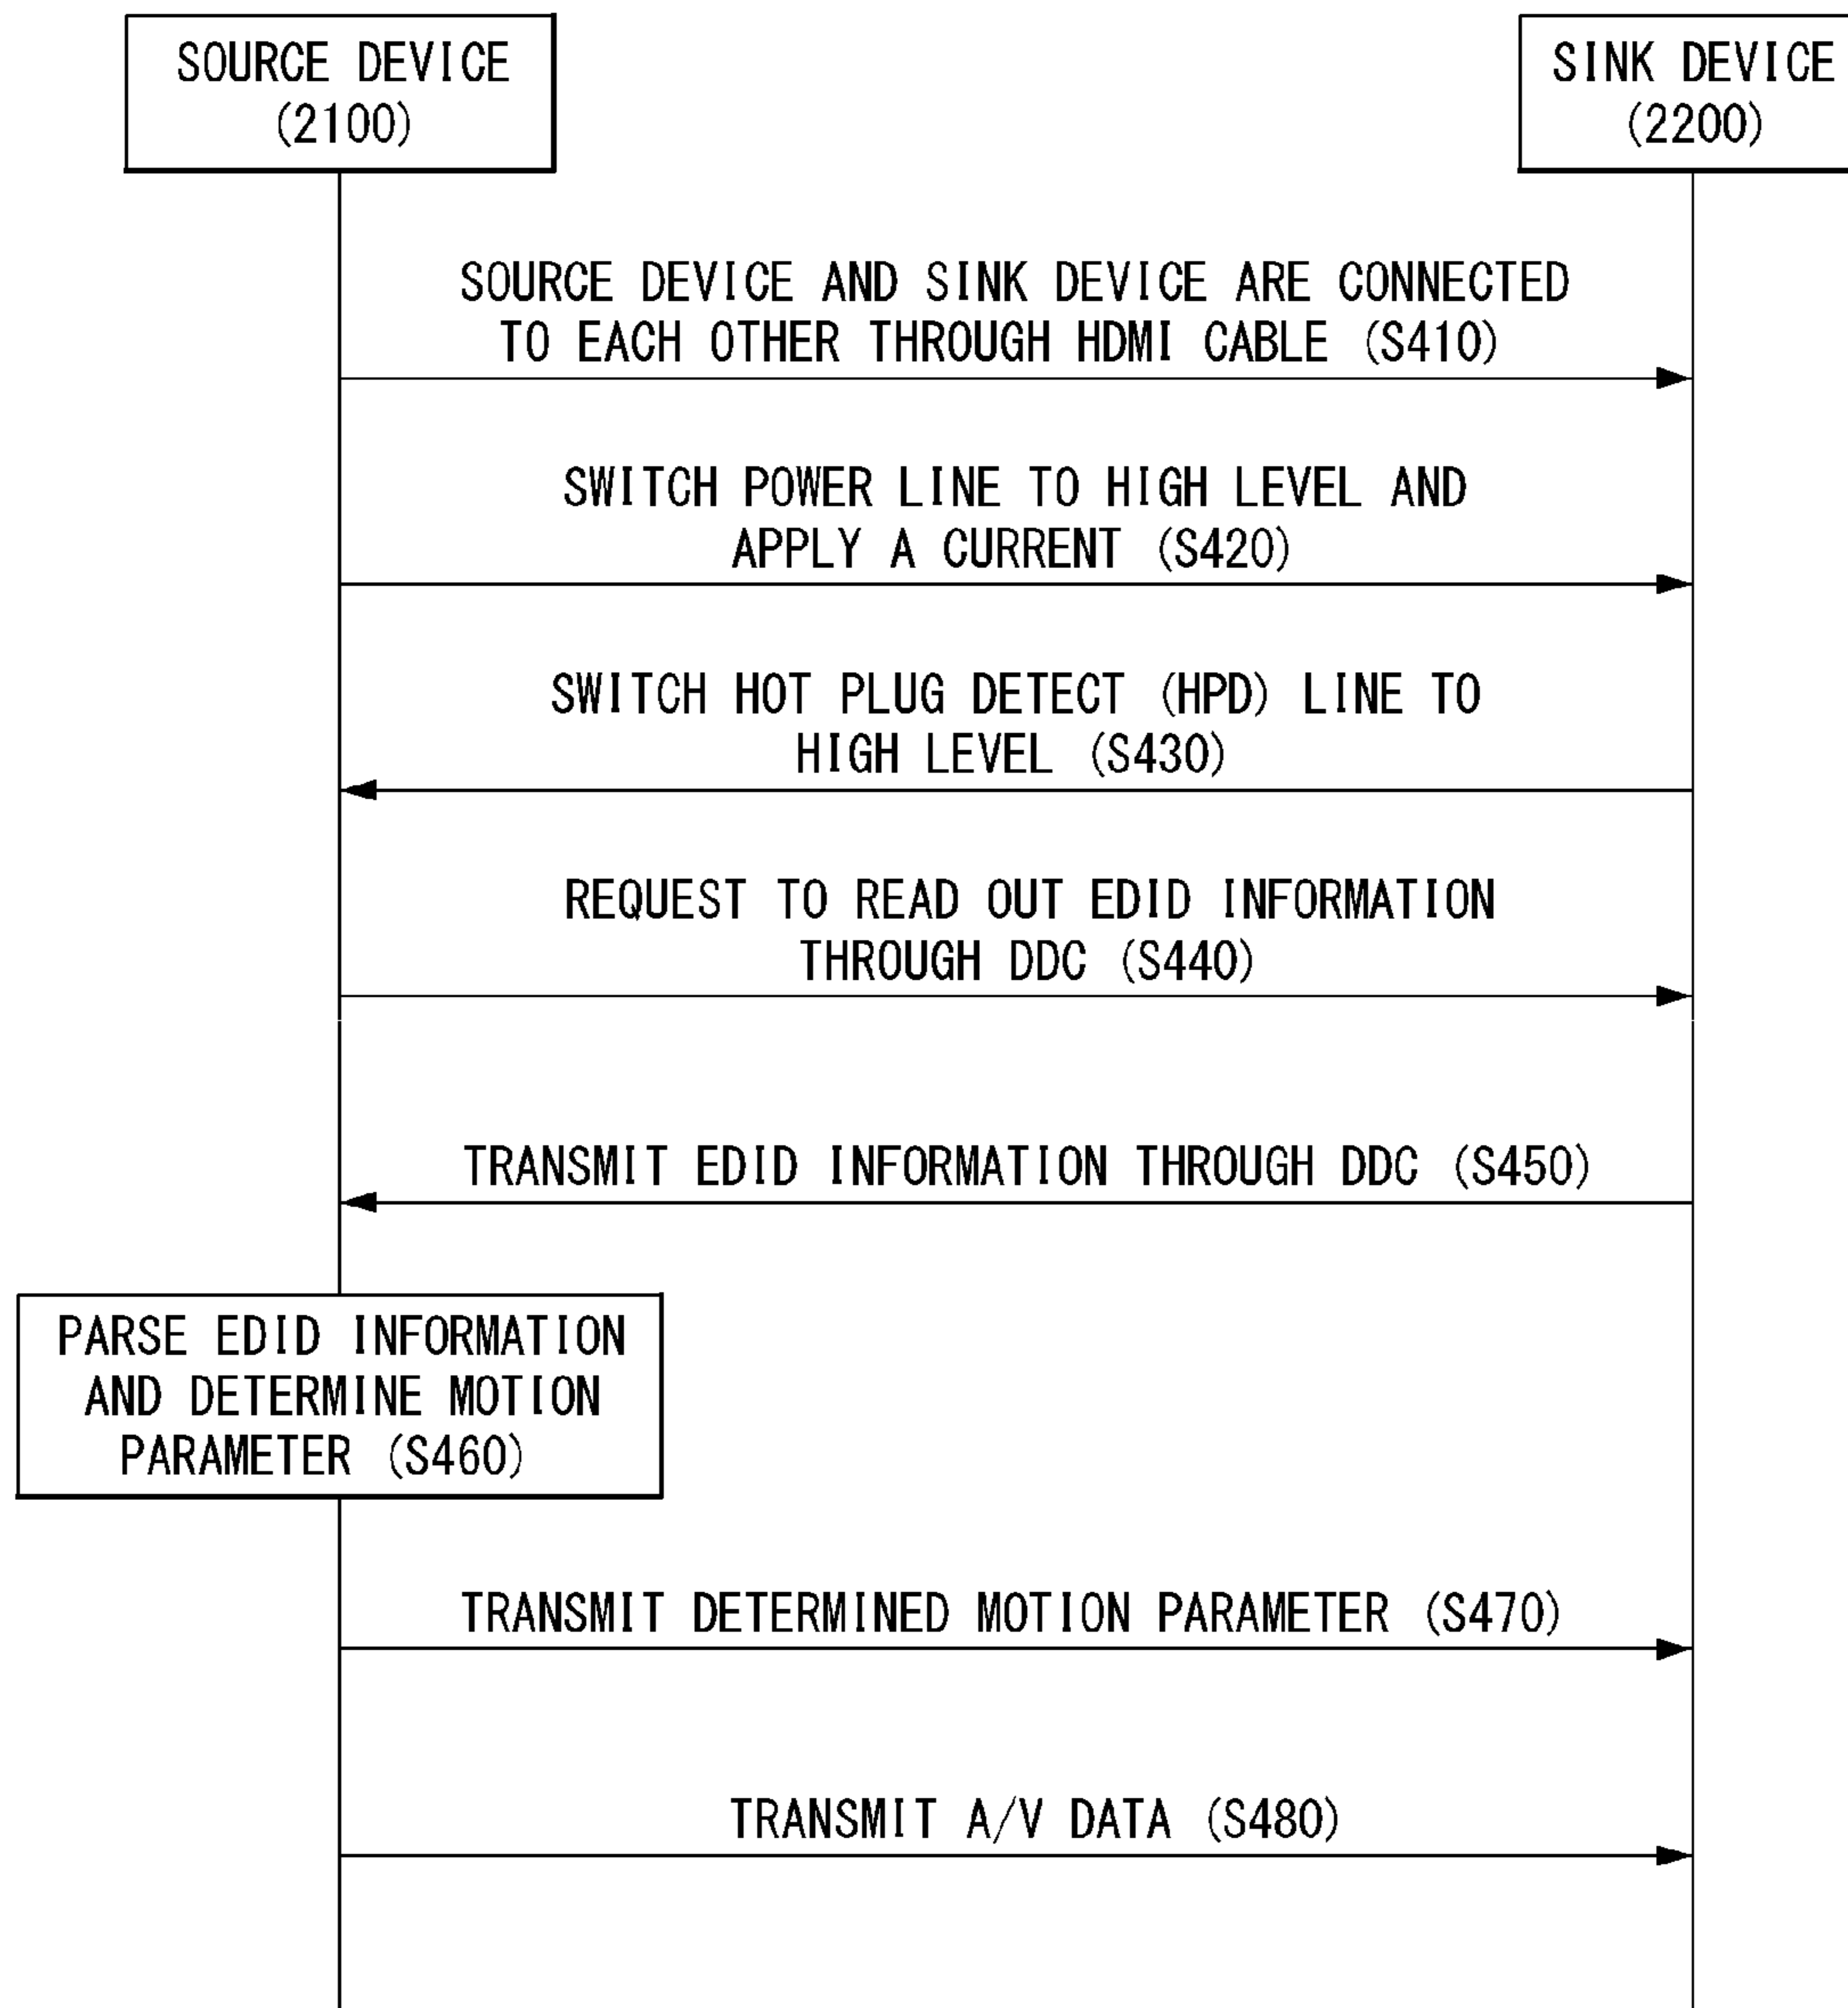 SOURCE DEVICE
(2100)
SINK DEVICE
(2200)
SOURCE DEVICE AND SINK DEVICE ARE CONNECTED
TO EACH OTHER THROUGH HDMI CABLE (S410)
SWITCH POWER LINE TO HIGH LEVEL AND
APPLY A CURRENT (S420)
SWITCH HOT PLUG DETECT (HPD) LINE TO
HIGH LEVEL (S430)
REQUEST TO READ OUT EDID INFORMATION
THROUGH DDC (S440)
TRANSMIT EDID INFORMATION THROUGH DDC (S450)
PARSE EDID INFORMATION
AND DETERMINE MOTION
PARAMETER (S460)
TRANSMIT DETERMINED MOTION PARAMETER (S470)
TRANSMIT A/V DATA (S480)